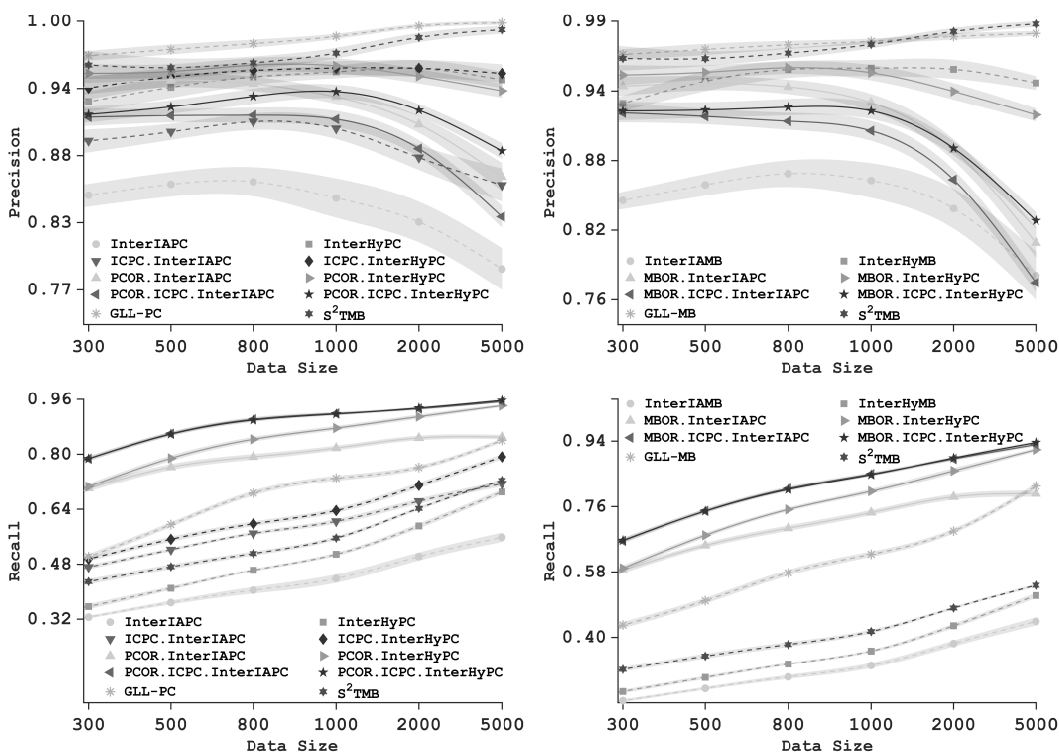 1.00
0.94
0.88
0.83
0.77
Precision
InterIAPC
InterHyPC
ICPC.InterIAPC
ICPC.InterHyPC
PCOR.InterIAPC
PCOR.InterHyPC
PCOR.ICPC.InterIAPC
PCOR.ICPC.InterHyPC
GLL-PC
S²TMB
300 500 800 1000 2000 5000
Data Size
0.99
0.94
0.88
0.82
0.76
Precision
InterIAMB
InterHyMB
MBOR.InterIAPC
MBOR.InterHyPC
MBOR.ICPC.InterIAPC
MBOR.ICPC.InterHyPC
GLL-MB
S²TMB
300 500 800 1000 2000 5000
Data Size
0.96
0.80
0.64
0.48
0.32
Recall
InterIAPC
InterHyPC
ICPC.InterIAPC
ICPC.InterHyPC
PCOR.InterIAPC
PCOR.InterHyPC
PCOR.ICPC.InterIAPC
PCOR.ICPC.InterHyPC
GLL-PC
S²TMB
300 500 800 1000 2000 5000
Data Size
InterIAMB
InterHyMB
MBOR.InterIAPC
MBOR.InterHyPC
MBOR.ICPC.InterIAPC
MBOR.ICPC.InterHyPC
GLL-MB
S²TMB
0.94
0.76
0.58
0.40
Recall
300 500 800 1000 2000 5000
Data Size